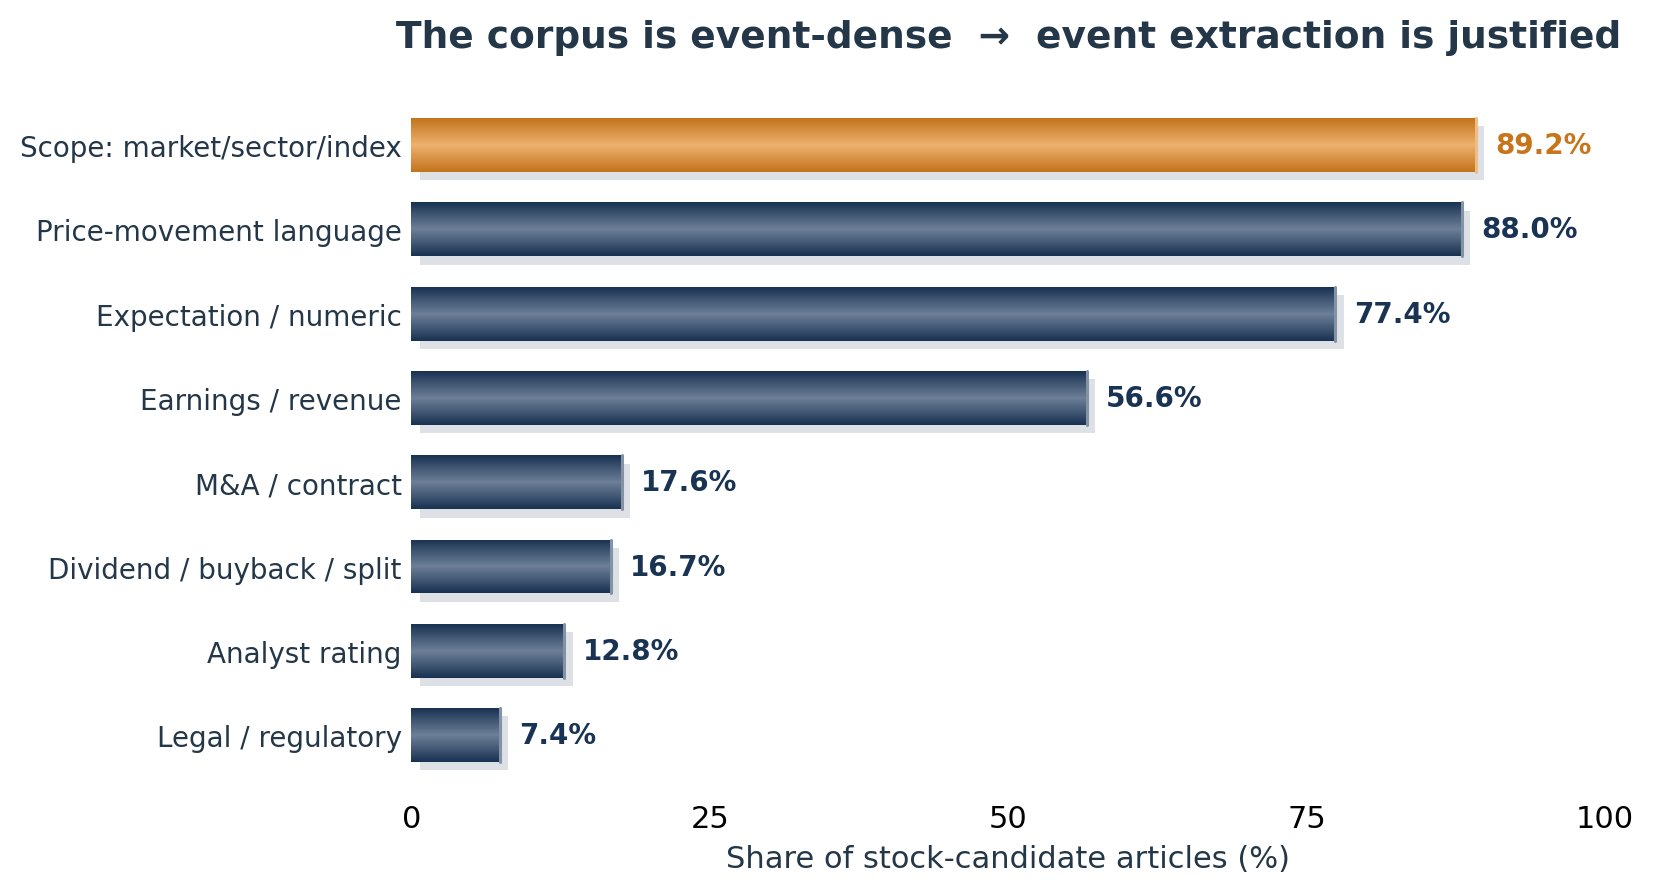 The corpus is event-dense → event extraction is justified
Scope: market/sector/index 89.2%
Price-movement language 88.0%
Expectation / numeric 77.4%
Earnings / revenue 56.6%
M&A / contract 17.6%
Dividend / buyback / split 16.7%
Analyst rating 12.8%
Legal / regulatory 7.4%
0 25 50 75 100
Share of stock-candidate articles (%)